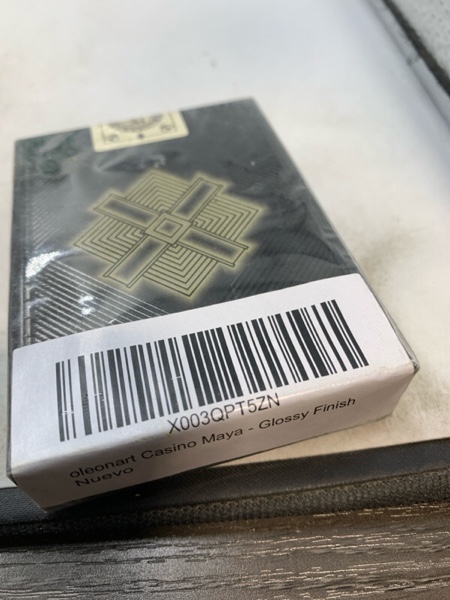 X003QPT5ZN
oleonart Casino Maya - Glossy Finish
Nuevo